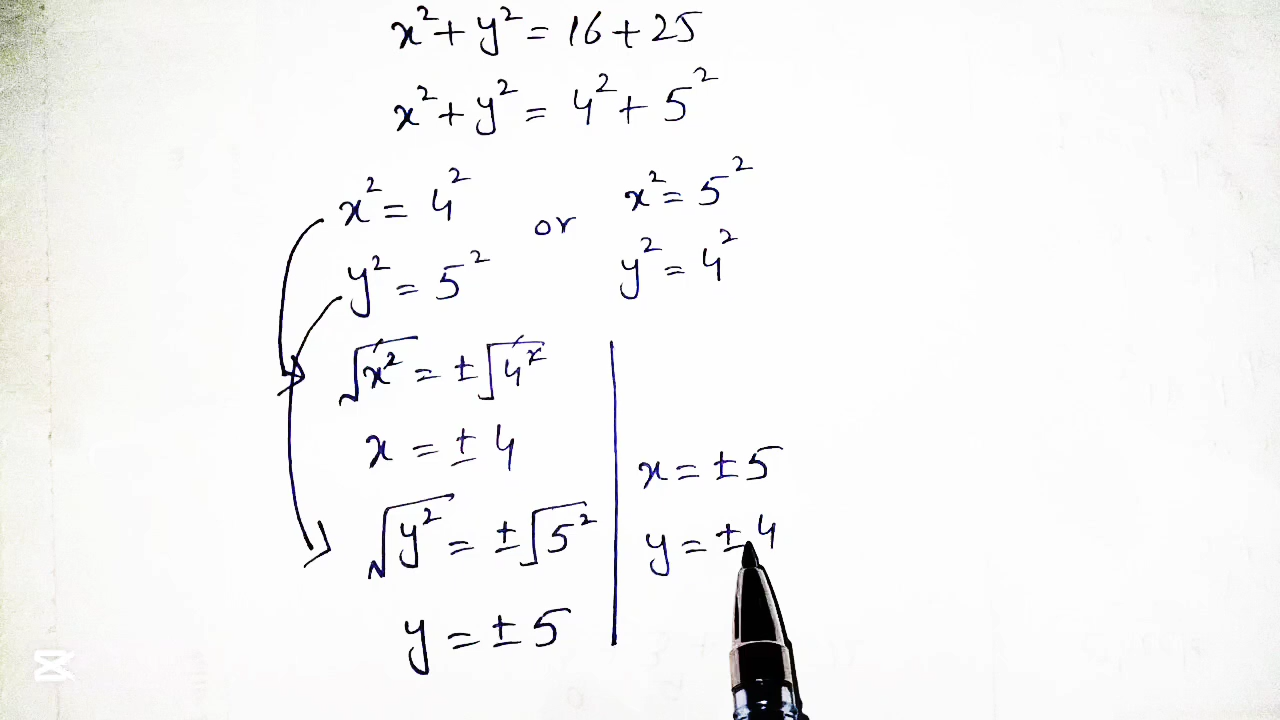 x² + y² = 16 + 25
x² + y² = 4² + 5²
x² = 4²
y² = 5²
or
x² = 5²
y² = 4²
√x² = ±√4²
x = ± 4
√y² = ±√5²
y = ± 5
x = ± 5
y = ± 4